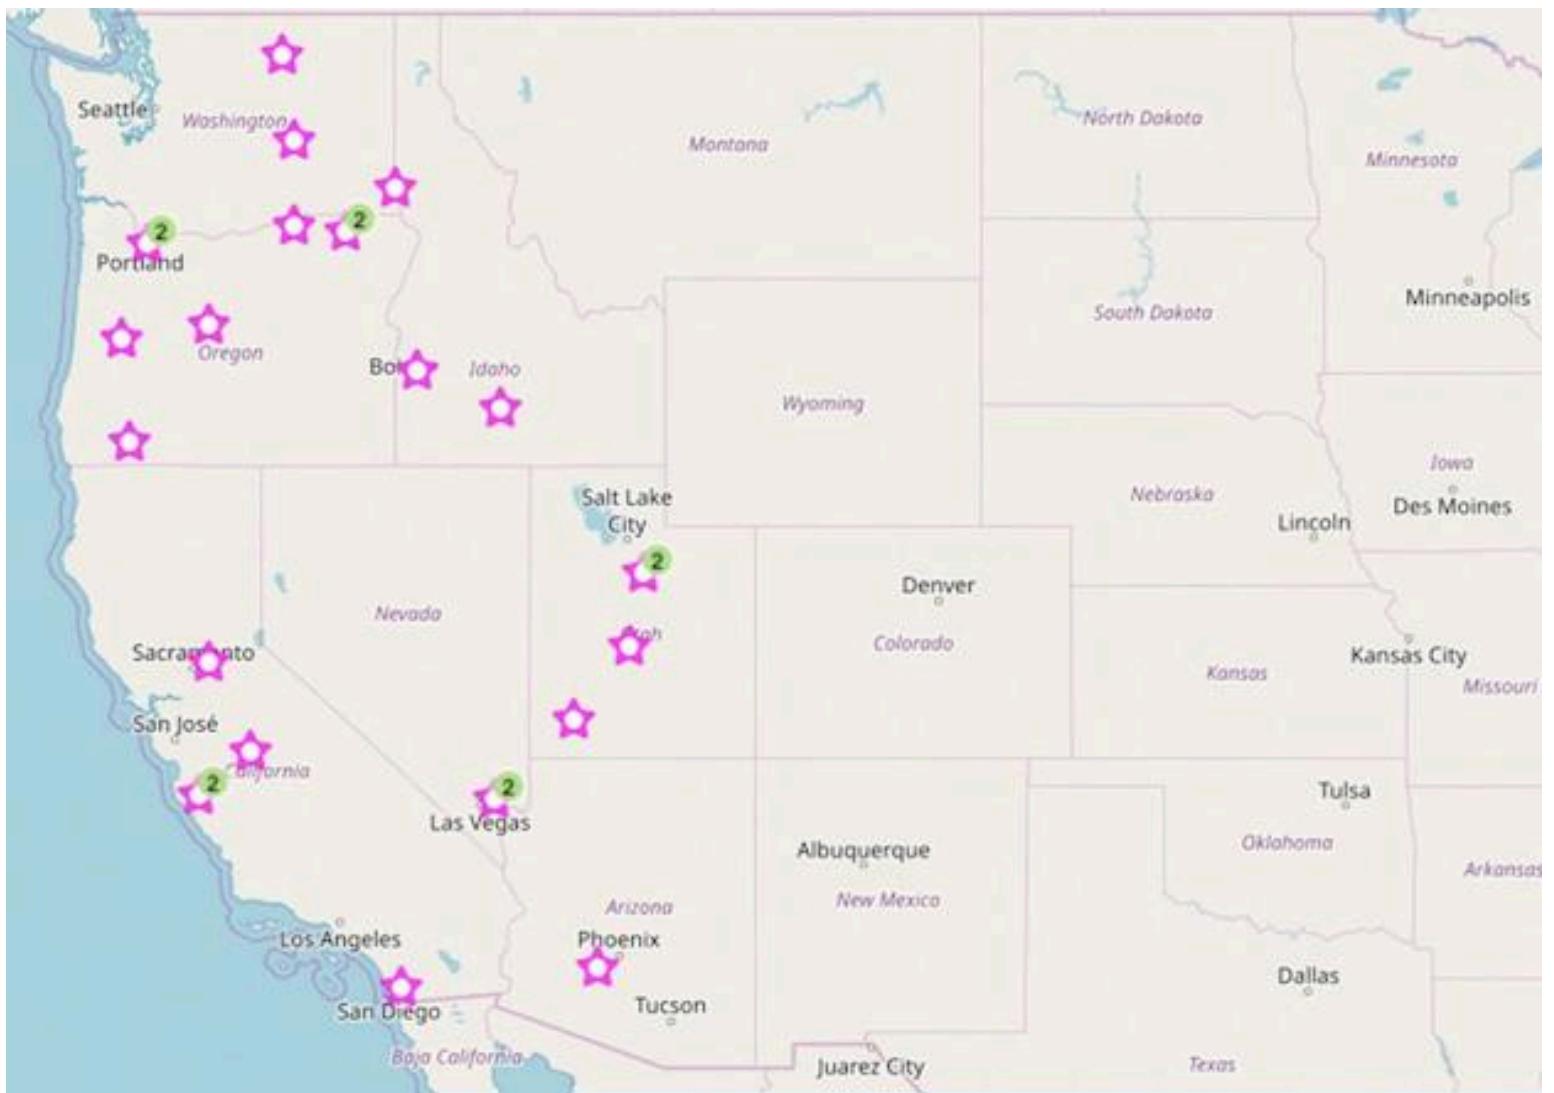 Seattle
Washington
Montana
North Dakota
Minnesota
2
2
Portland
Minneapolis
South Dakota
Oregon
Idaho
Wyoming
Iowa
Nebraska
Des Moines
Salt Lake
City
Lincoln
2
Denver
Nevada
Colorado
Kansas City
Kansas
Missouri
San José
California
2
2
Las Vegas
Tulsa
Oklahoma
Albuquerque
Arkansas
New Mexico
Arizona
Los Angeles
Phoenix
Dallas
Tucson
San Diego
Baja California
Juarez City
Texas